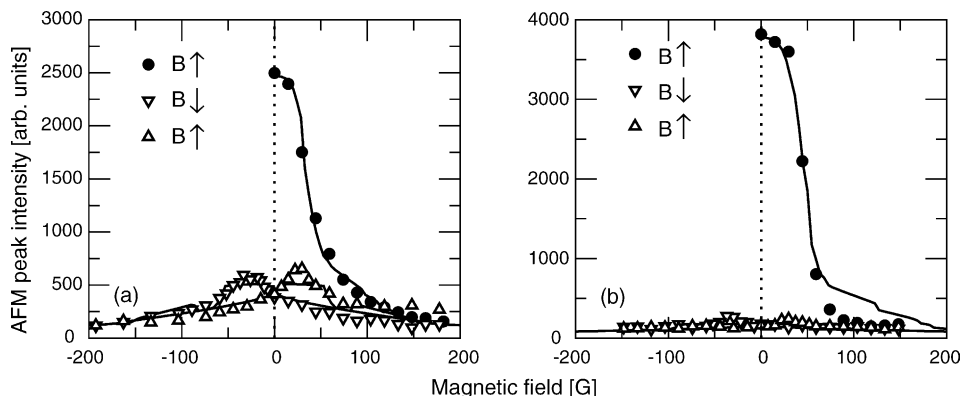 AFM peak intensity [arb. units]
3000
2500
2000
1500
1000
500
0
B↑
B↓
B↑
(a)
-200 -100 0 100 200
4000
3000
2000
1000
0
B↑
B↓
B↑
(b)
-200 -100 0 100 200
Magnetic field [G]